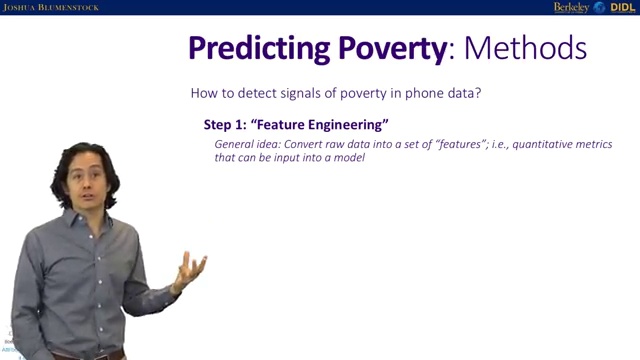 JOSHUA BLUMENSTOCK
Berkeley
DIDL
Predicting Poverty: Methods
How to detect signals of poverty in phone data?
Step 1: “Feature Engineering”
General idea: Convert raw data into a set of “features”; i.e., quantitative metrics
that can be input into a model